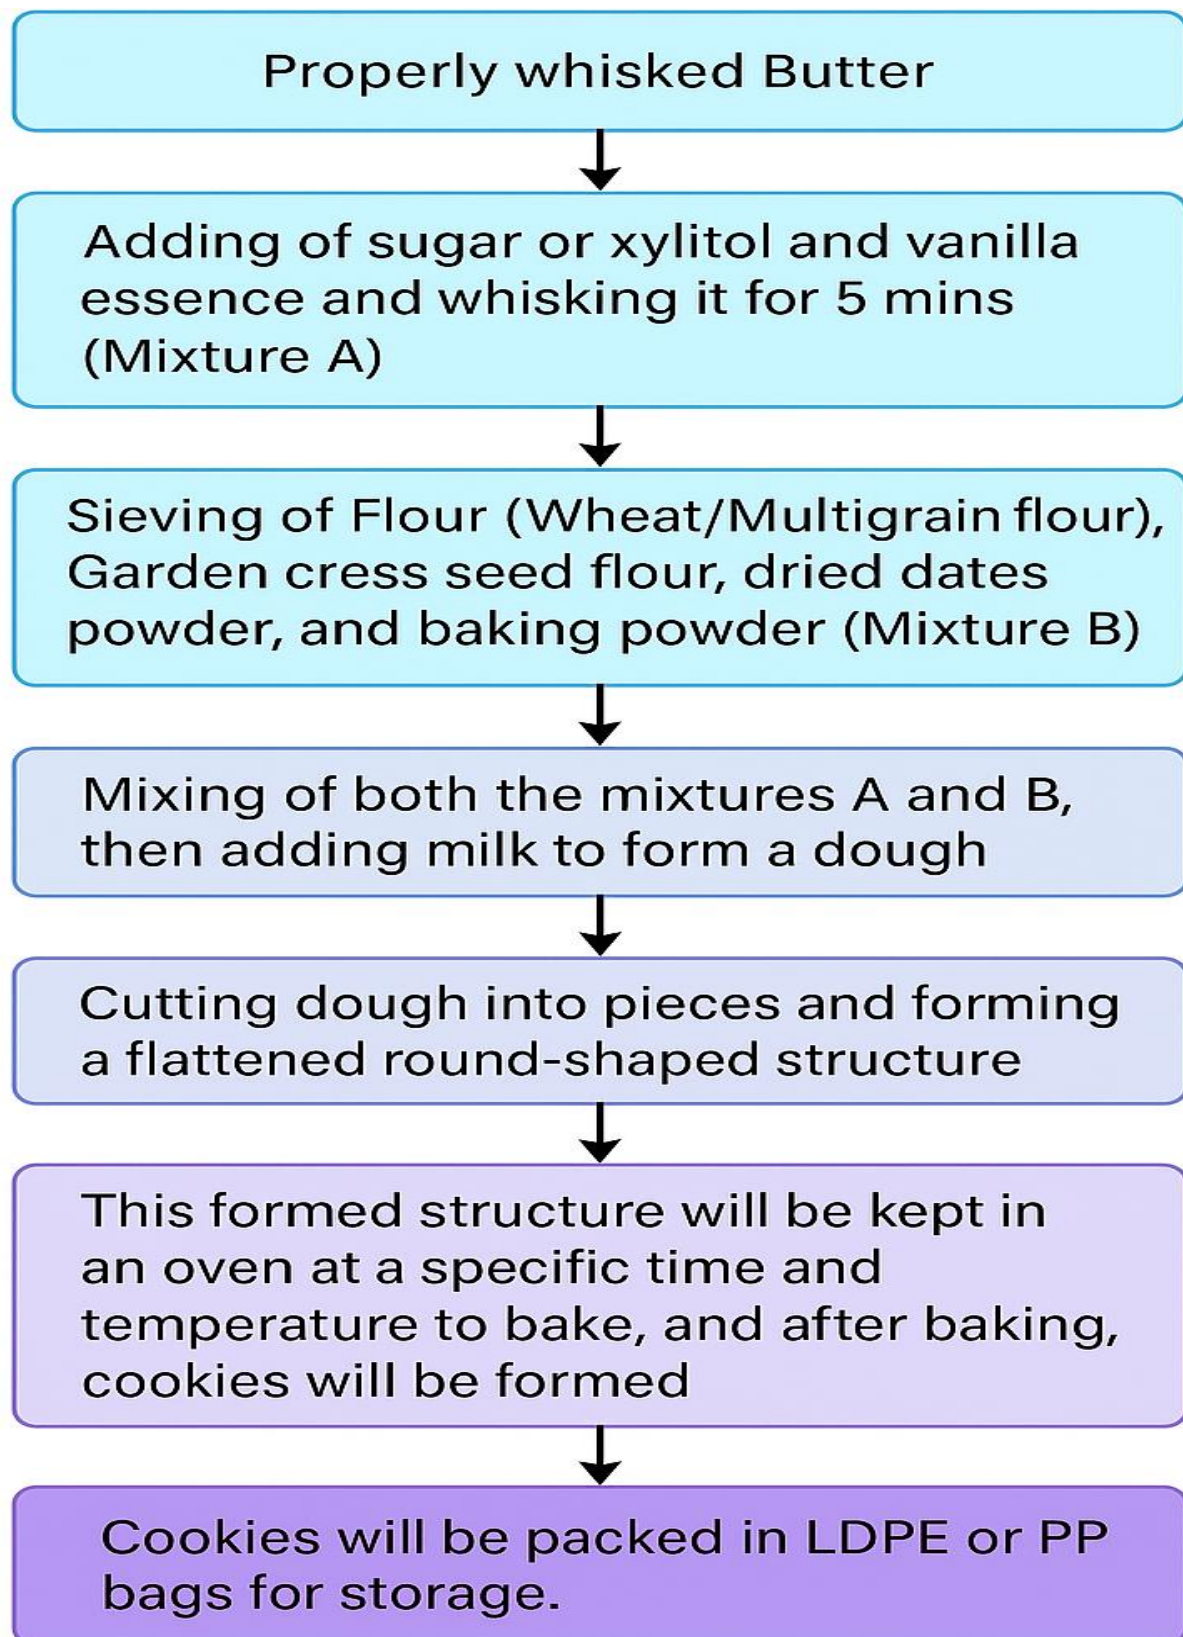 Properly whisked Butter
Adding of sugar or xylitol and vanilla
essence and whisking it for 5 mins
(Mixture A)
Sieving of Flour (Wheat/Multigrain flour),
Garden cress seed flour, dried dates
powder, and baking powder (Mixture B)
Mixing of both the mixtures A and B,
then adding milk to form a dough
Cutting dough into pieces and forming
a flattened round-shaped structure
This formed structure will be kept in
an oven at a specific time and
temperature to bake, and after baking,
cookies will be formed
Cookies will be packed in LDPE or PP
bags for storage.